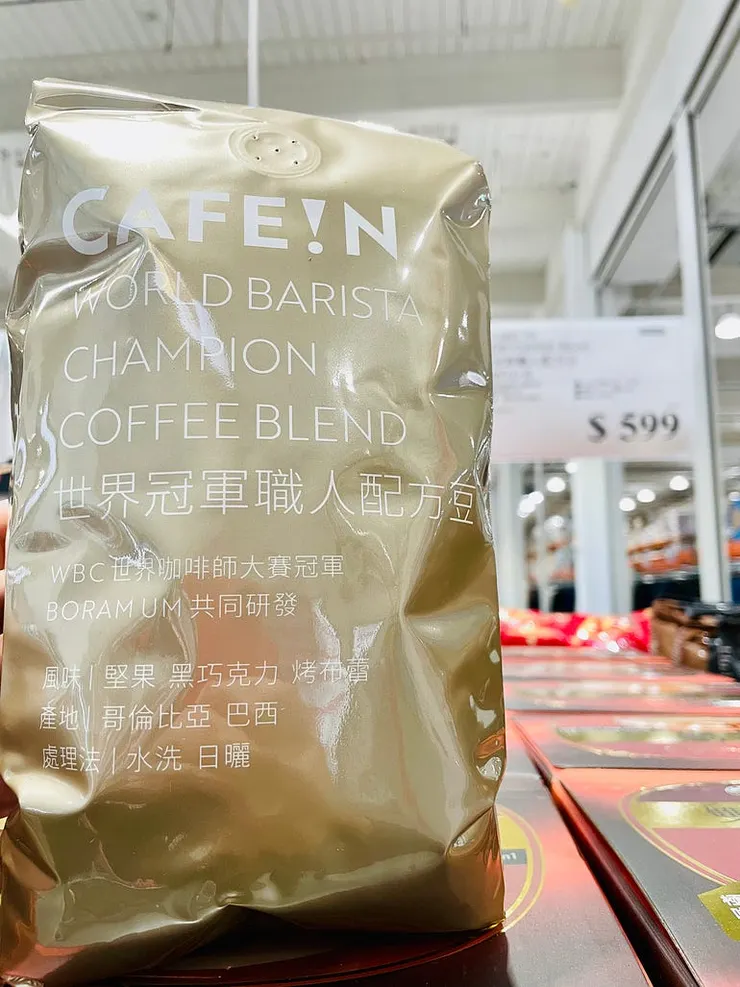 CAFE!N
WORLD BARISTA
CHAMPION
COFFEE BLEND
世界冠軍職人配方豆
WBC 世界咖啡師大賽冠軍
BORAM UM 共同研發
風味 | 堅果 黑巧克力 烤布蕾
產地 | 哥倫比亞 巴西
處理法 | 水洗 日曬
$ 599